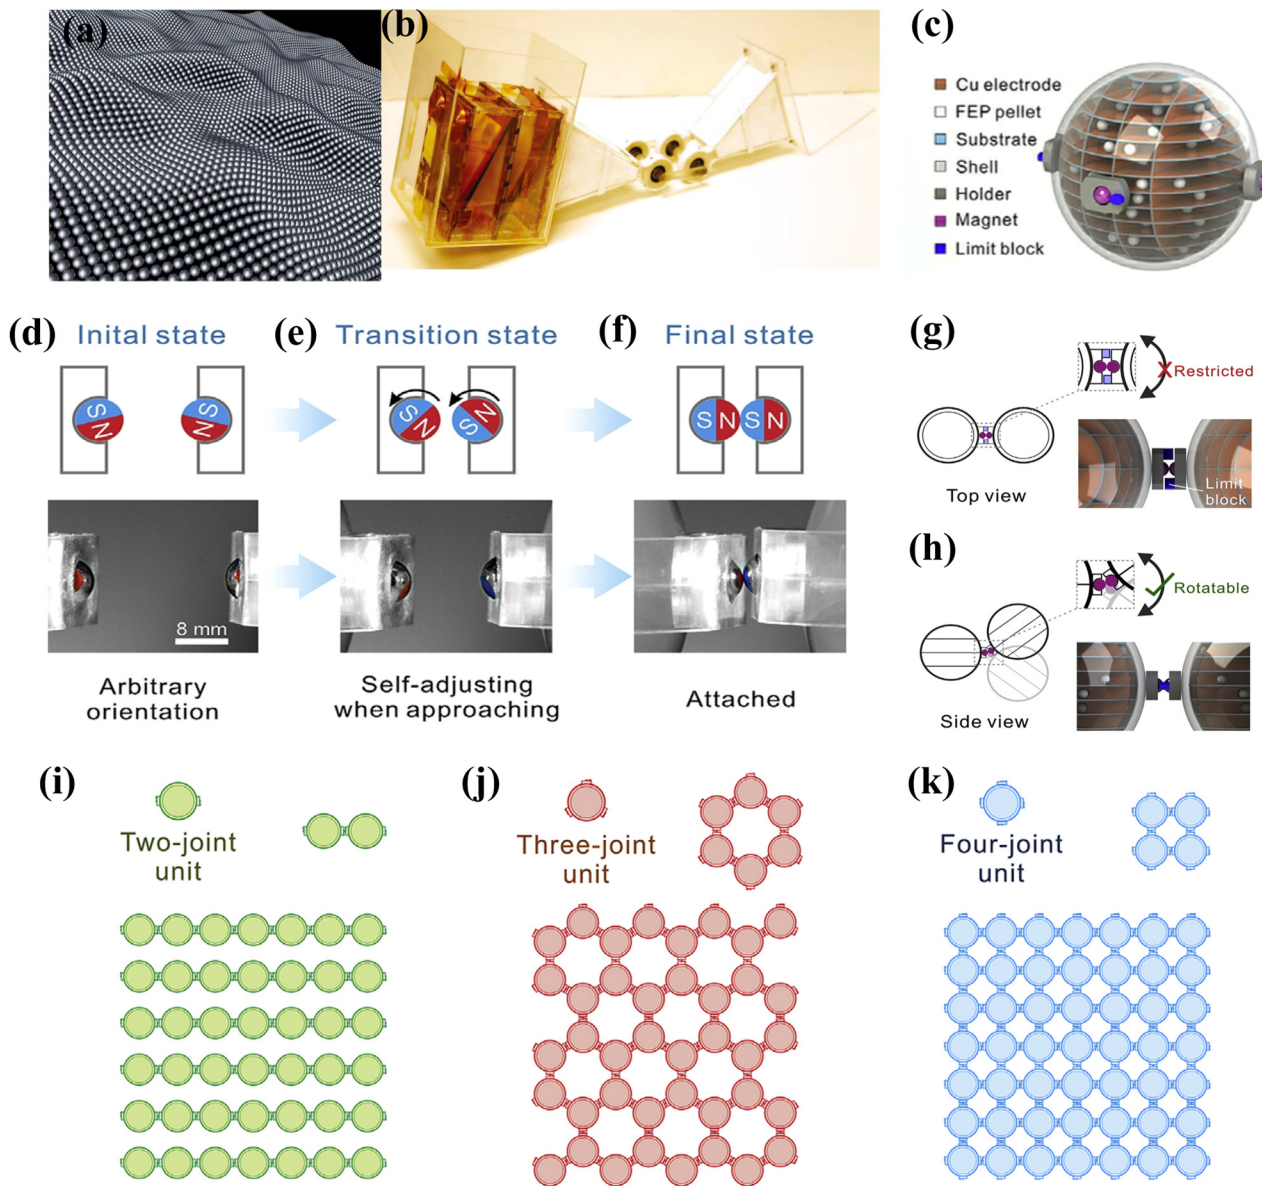 (a)
(b)
(c)
Cu electrode
FEP pellet
Substrate
Shell
Holder
Magnet
Limit block
(d)
Inital state
(e)
Transition state
(f)
Final state
S
N
S
N
S
N
S
N
S N
S N
8 mm
Arbitrary
orientation
Self-adjusting
when approaching
Attached
(g)
X Restricted
Top view
Limit
block
(h)
Rotatable
Side view
(i)
Two-joint
unit
(j)
Three-joint
unit
(k)
Four-joint
unit